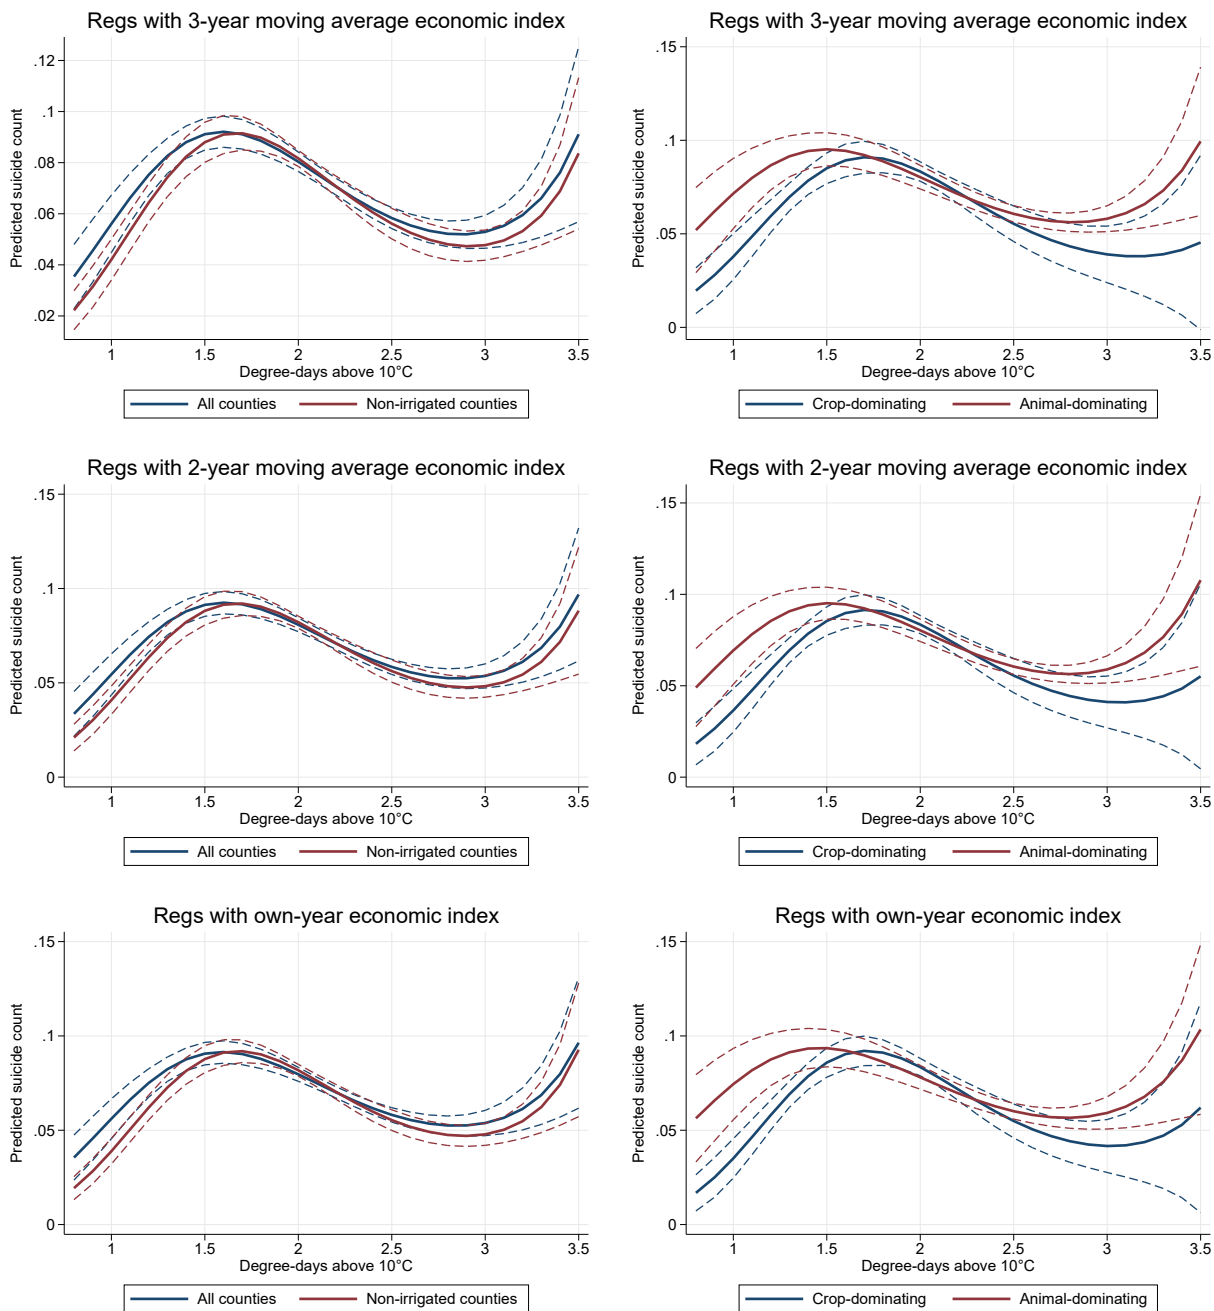 Regs with 3-year moving average economic index
Predicted suicide count
.12
.1
.08
.06
.04
.02
1
1.5
2
2.5
3
3.5
Degree-days above 10°C
All counties
Non-irrigated counties
Regs with 3-year moving average economic index
Predicted suicide count
.15
.1
.05
0
1
1.5
2
2.5
3
3.5
Degree-days above 10°C
Crop-dominating
Animal-dominating
Regs with 2-year moving average economic index
Predicted suicide count
.15
.1
.05
0
1
1.5
2
2.5
3
3.5
Degree-days above 10°C
All counties
Non-irrigated counties
Regs with 2-year moving average economic index
Predicted suicide count
.15
.1
.05
0
1
1.5
2
2.5
3
3.5
Degree-days above 10°C
Crop-dominating
Animal-dominating
Regs with own-year economic index
Predicted suicide count
.15
.1
.05
0
1
1.5
2
2.5
3
3.5
Degree-days above 10°C
All counties
Non-irrigated counties
Regs with own-year economic index
Predicted suicide count
.15
.1
.05
0
1
1.5
2
2.5
3
3.5
Degree-days above 10°C
Crop-dominating
Animal-dominating